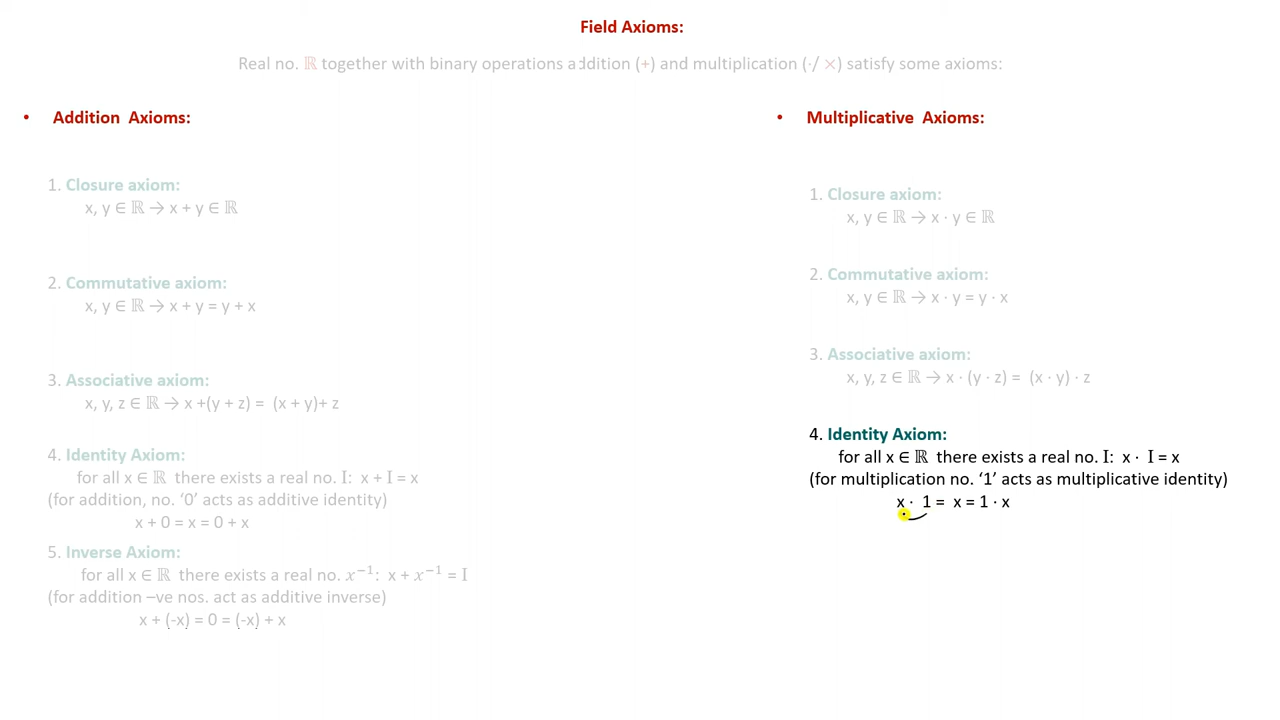 Field Axioms:
Real no. ℝ together with binary operations addition (+) and multiplication (·/ ×) satisfy some axioms:
• Addition Axioms:
1. Closure axiom:
x, y ∈ ℝ → x + y ∈ ℝ
2. Commutative axiom:
x, y ∈ ℝ → x + y = y + x
3. Associative axiom:
x, y, z ∈ ℝ → x +(y + z) = (x + y)+ z
4. Identity Axiom:
for all x ∈ ℝ there exists a real no. I: x + I = x
(for addition, no. ‘0’ acts as additive identity)
x + 0 = x = 0 + x
5. Inverse Axiom:
for all x ∈ ℝ there exists a real no. x⁻¹: x + x⁻¹ = I
(for addition –ve nos. act as additive inverse)
x + (-x) = 0 = (-x) + x
• Multiplicative Axioms:
1. Closure axiom:
x, y ∈ ℝ → x · y ∈ ℝ
2. Commutative axiom:
x, y ∈ ℝ → x · y = y · x
3. Associative axiom:
x, y, z ∈ ℝ → x · (y · z) = (x · y) · z
4. Identity Axiom:
for all x ∈ ℝ there exists a real no. I: x · I = x
(for multiplication no. ‘1’ acts as multiplicative identity)
x · 1 = x = 1 · x